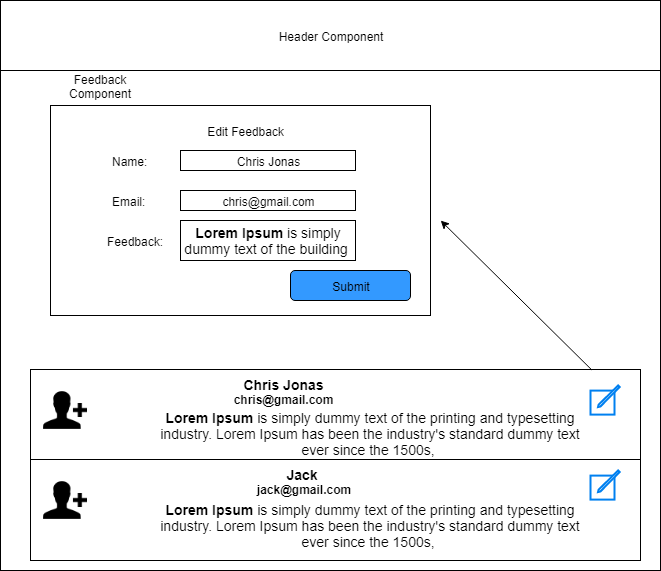 Header Component
Feedback
Component
Edit Feedback
Name:
Chris Jonas
Email:
chris@gmail.com
Feedback:
Lorem Ipsum is simply
dummy text of the building
Submit
Chris Jonas
chris@gmail.com
Lorem Ipsum is simply dummy text of the printing and typesetting
industry. Lorem Ipsum has been the industry's standard dummy text
ever since the 1500s,
Jack
jack@gmail.com
Lorem Ipsum is simply dummy text of the printing and typesetting
industry. Lorem Ipsum has been the industry's standard dummy text
ever since the 1500s,